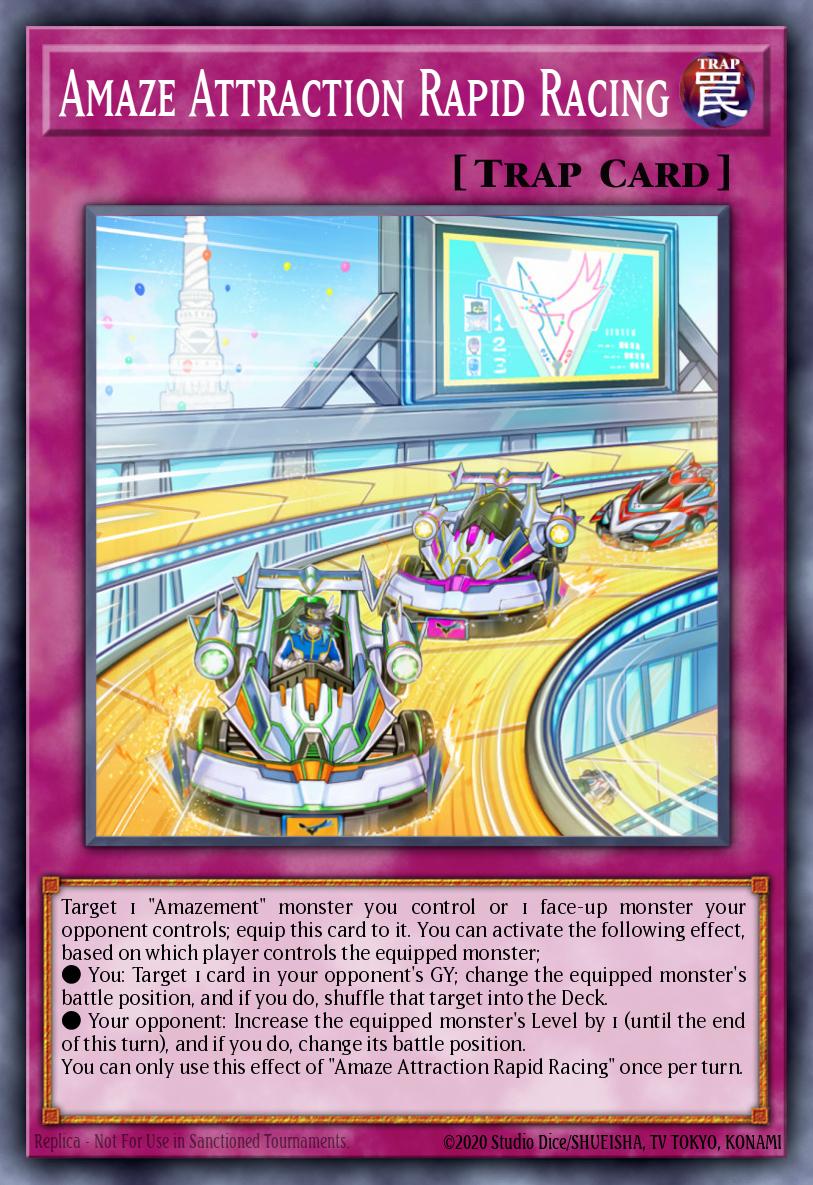 AMAZE ATTRACTION RAPID RACING
TRAP
罠
[TRAP CARD]
1
2
3
Target 1 "Amazement" monster you control or 1 face-up monster your
opponent controls; equip this card to it. You can activate the following effect,
based on which player controls the equipped monster;
● You: Target 1 card in your opponent's GY; change the equipped monster's
battle position, and if you do, shuffle that target into the Deck.
● Your opponent: Increase the equipped monster's Level by 1 (until the end
of this turn), and if you do, change its battle position.
You can only use this effect of "Amaze Attraction Rapid Racing" once per turn.
Replica - Not For Use in Sanctioned Tournaments.
©2020 Studio Dice/SHUEISHA, TV TOKYO, KONAMI